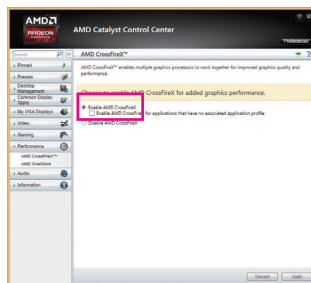 AMD
RADEON
GRAPHICS
AMD Catalyst Control Center
Preferences
Search
AMD CrossFireX™
Pinned
Presets
Desktop Management
Common Display Tasks
My VGA Displays
Video
Gaming
Performance
AMD CrossFireX™
AMD OverDrive
Audio
Information
AMD CrossFireX™ enables multiple graphics processors to work together for improved graphics quality and
performance.
Choose to enable AMD CrossFireX for added graphics performance.
Enable AMD CrossFireX
Enable AMD CrossFireX for applications that have no associated application profile
Disable AMD CrossFireX
Discard
Apply